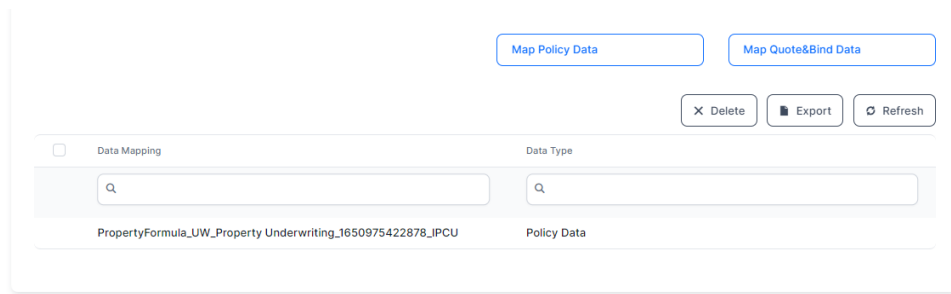 Map Policy Data Map Quote&Bind Data
Delete Export Refresh
Data Mapping Data Type
PropertyFormula_UW_Property Underwriting_1650975422878_IPCU Policy Data